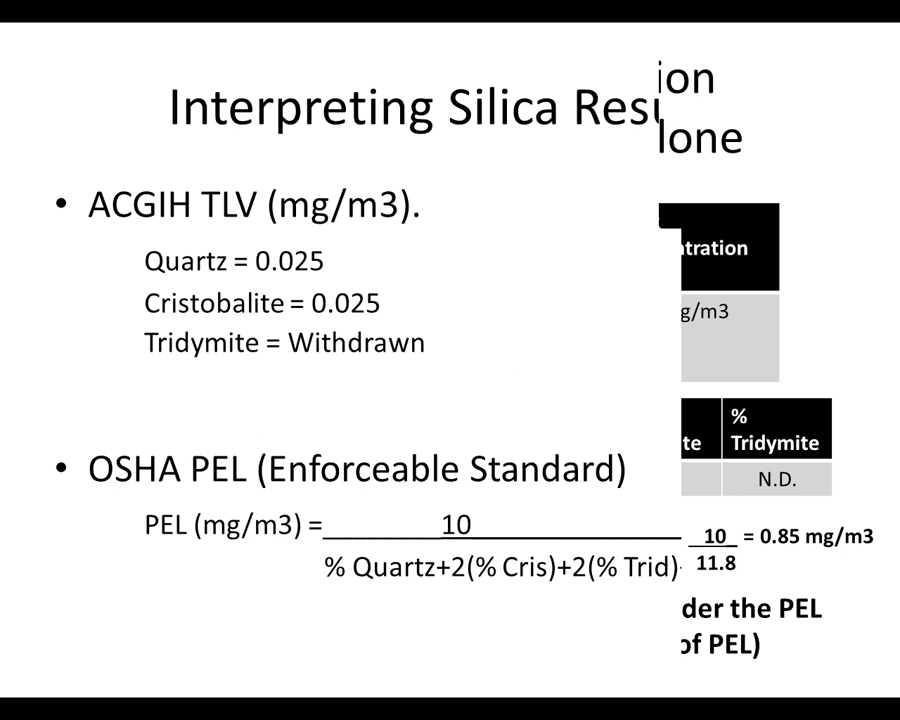 Interpreting Silica
ion
lone
• ACGIH TLV (mg/m3).
Quartz = 0.025
Cristobalite = 0.025
Tridymite = Withdrawn
ntration
g/m3
te
% Tridymite
N.D.
• OSHA PEL (Enforceable Standard)
PEL (mg/m3) = 10
% Quartz+2(% Cris)+2(% Trid)
10 = 0.85 mg/m3
11.8
der the PEL
of PEL)